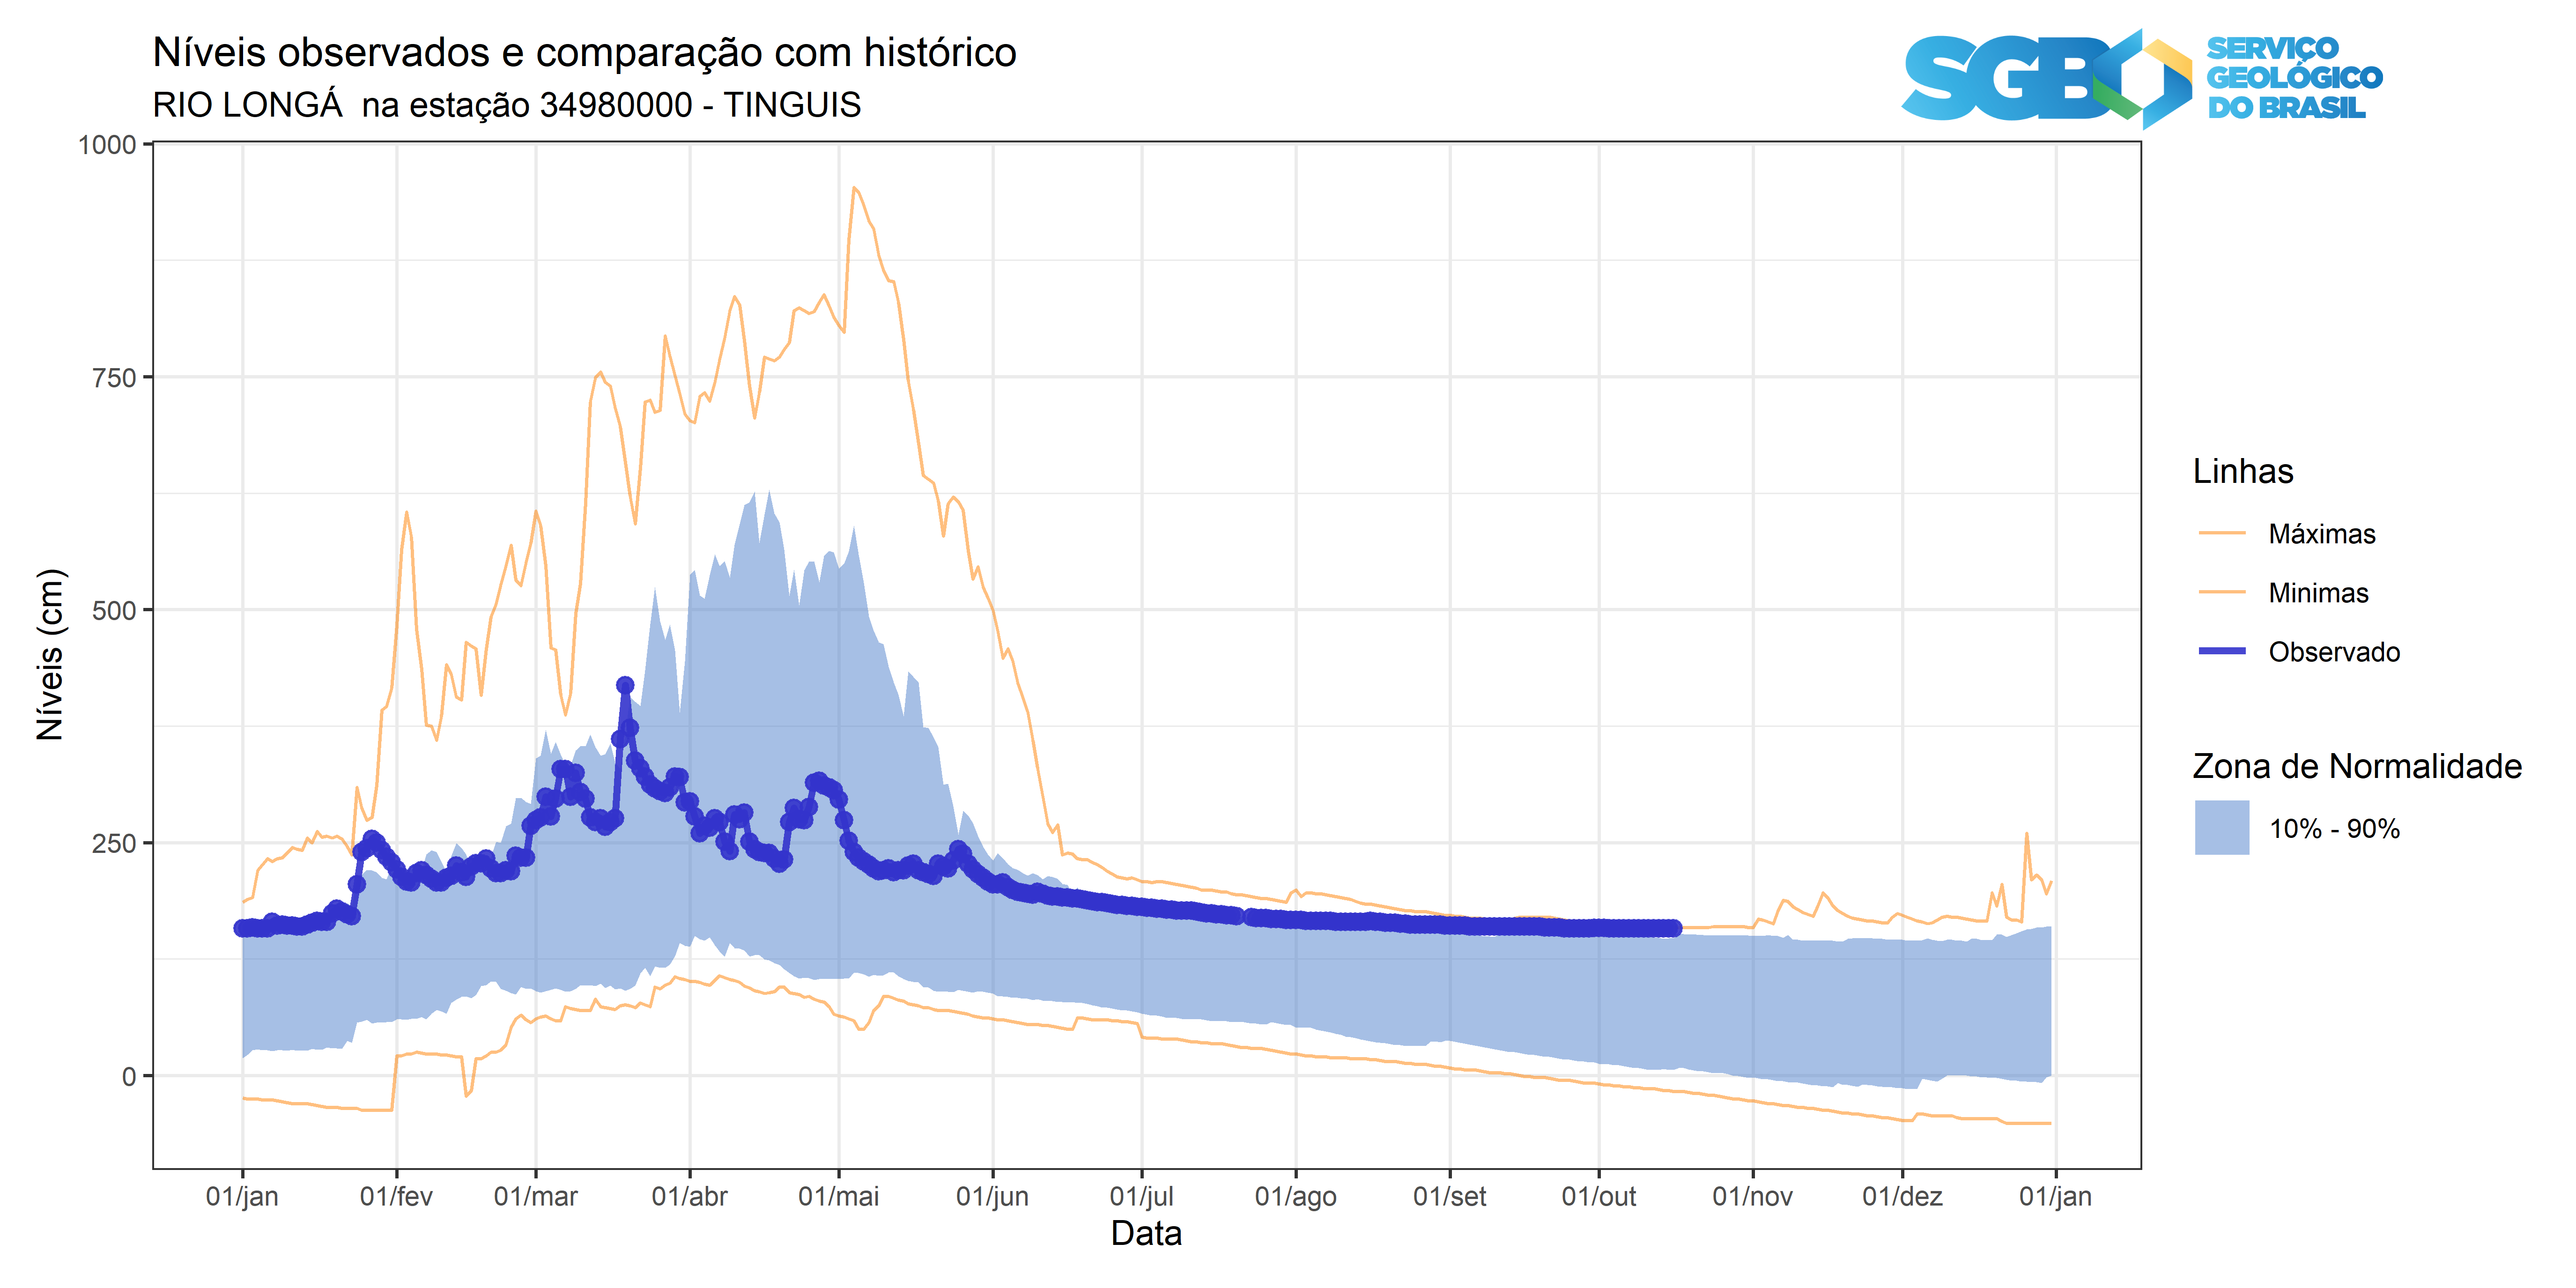 Níveis observados e comparação com histórico
RIO LONGÁ  na estação 34980000 - TINGUIS
SGB
SERVIÇO
GEOLÓGICO
DO BRASIL
1000
750
500
250
0
Níveis (cm)
01/jan 01/fev 01/mar 01/abr 01/mai 01/jun 01/jul 01/ago 01/set 01/out 01/nov 01/dez 01/jan
Data
Linhas
Máximas
Minimas
Observado
Zona de Normalidade
10% - 90%